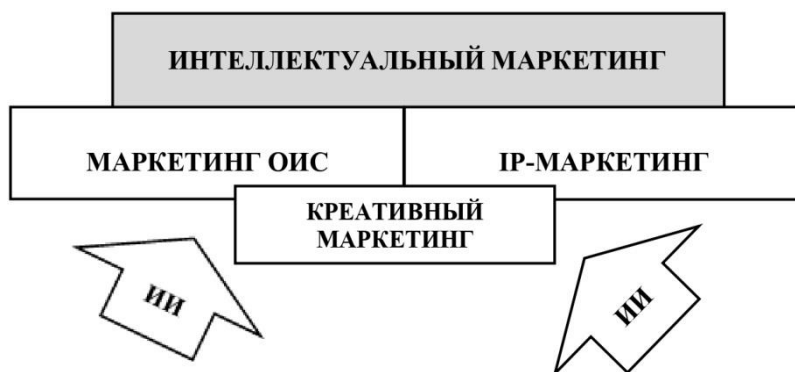 ИНТЕЛЛЕКТУАЛЬНЫЙ МАРКЕТИНГ
МАРКЕТИНГ ОИС
IP-МАРКЕТИНГ
КРЕАТИВНЫЙ
МАРКЕТИНГ
ИИ
ИИ